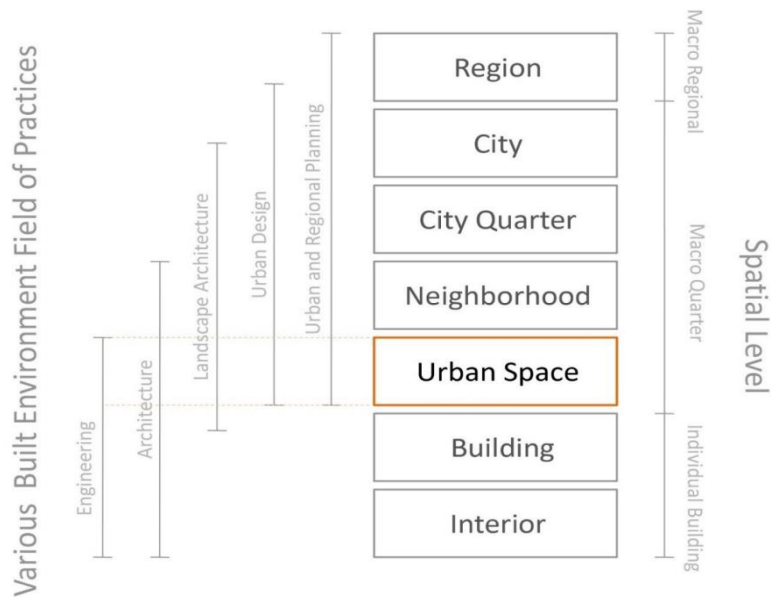 Various Built Environment Field of Practices
Engineering
Architecture
Landscape Architecture
Urban Design
Urban and Regional Planning
Region
City
City Quarter
Neighborhood
Urban Space
Building
Interior
Macro Regional
Macro Quarter
Individual Building
Spatial Level